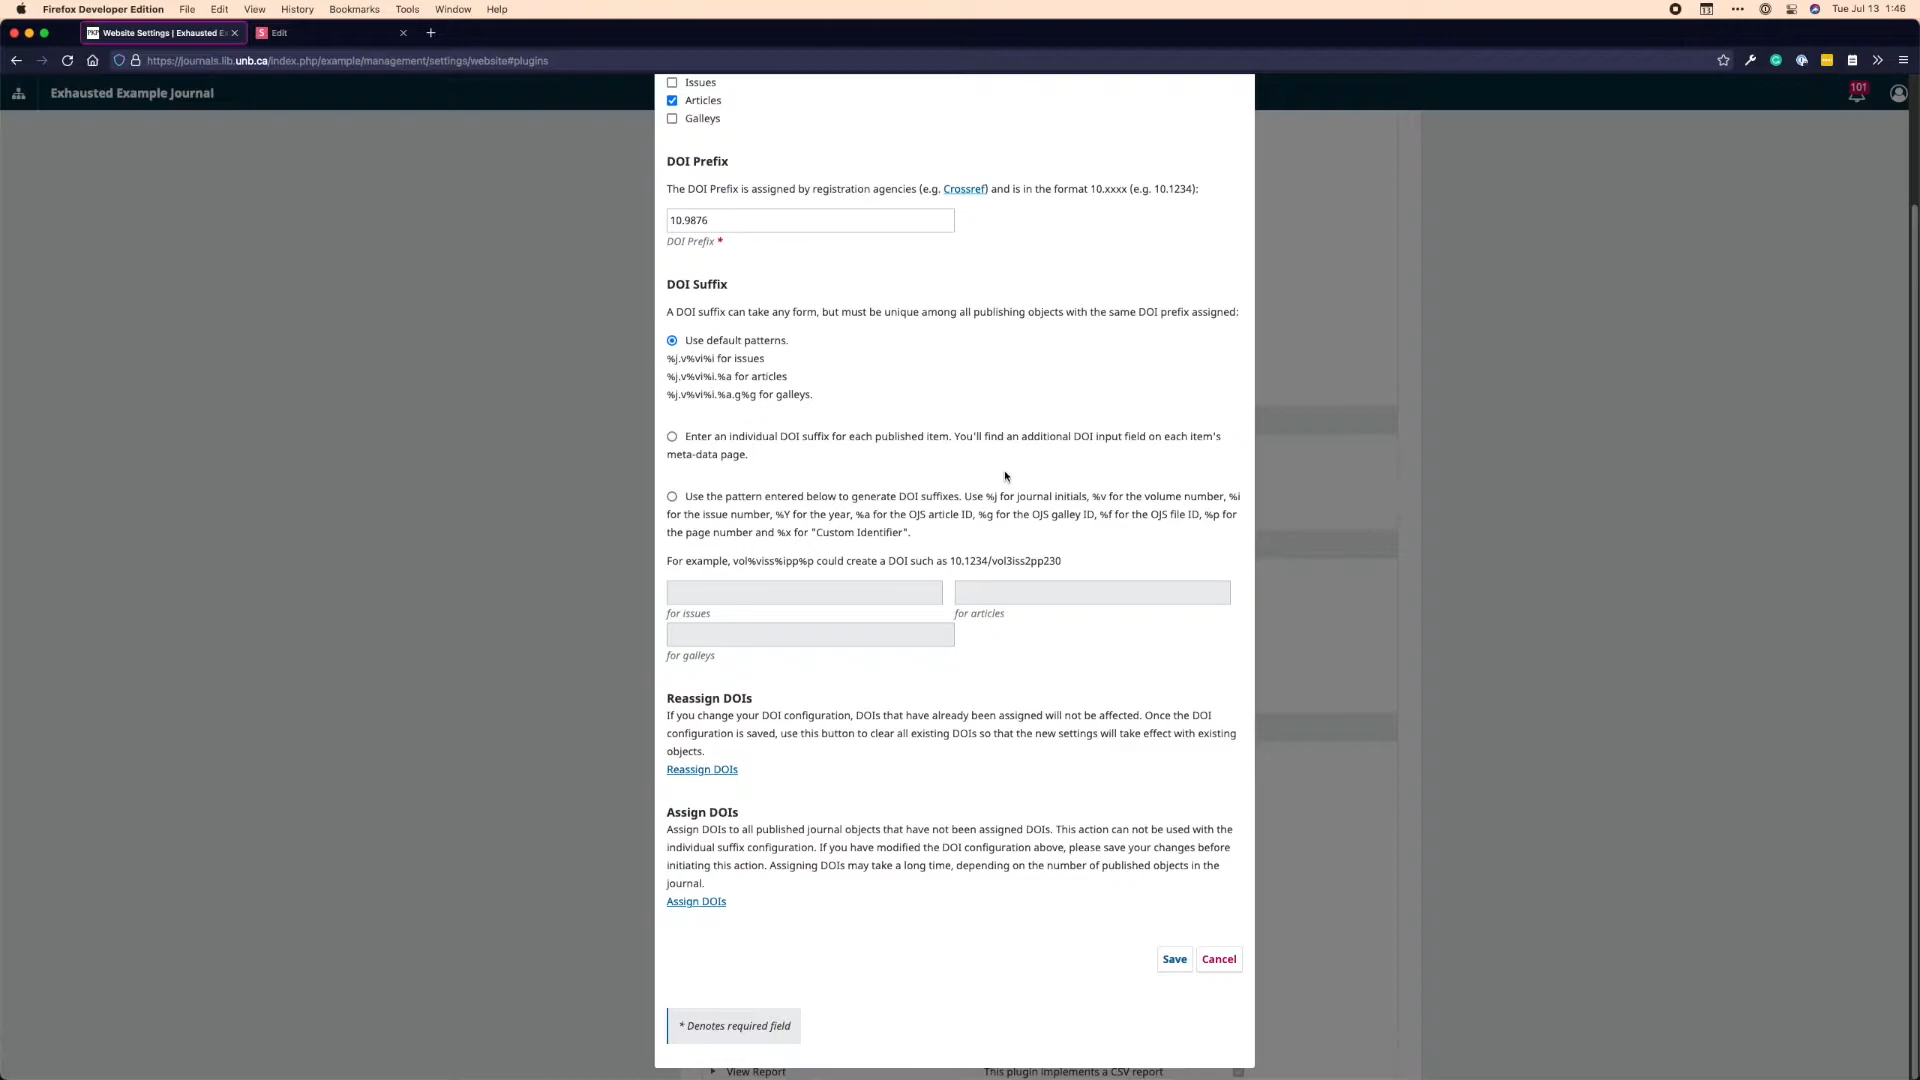 Firefox Developer Edition File Edit View History Bookmarks Tools Window Help 13 Tue Jul 13 1:46
PKP Website Settings | Exhausted E S Edit
https://journals.lib.unb.ca/index.php/example/management/settings/website#plugins
Exhausted Example Journal 101
Issues
Articles
Galleys
DOI Prefix
The DOI Prefix is assigned by registration agencies (e.g. Crossref) and is in the format 10.xxxx (e.g. 10.1234):
10.9876
DOI Prefix *
DOI Suffix
A DOI suffix can take any form, but must be unique among all publishing objects with the same DOI prefix assigned:
Use default patterns.
%j.v%vi%i for issues
%j.v%vi%i.%a for articles
%j.v%vi%i.%a.g%g for galleys.
Enter an individual DOI suffix for each published item. You'll find an additional DOI input field on each item's
meta-data page.
Use the pattern entered below to generate DOI suffixes. Use %j for journal initials, %v for the volume number, %i
for the issue number, %Y for the year, %a for the OJS article ID, %g for the OJS galley ID, %f for the OJS file ID, %p for
the page number and %x for "Custom Identifier".
For example, vol%viss%ipp%p could create a DOI such as 10.1234/vol3iss2pp230
for issues for articles
for galleys
Reassign DOIs
If you change your DOI configuration, DOIs that have already been assigned will not be affected. Once the DOI
configuration is saved, use this button to clear all existing DOIs so that the new settings will take effect with existing
objects.
Reassign DOIs
Assign DOIs
Assign DOIs to all published journal objects that have not been assigned DOIs. This action can not be used with the
individual suffix configuration. If you have modified the DOI configuration above, please save your changes before
initiating this action. Assigning DOIs may take a long time, depending on the number of published objects in the
journal.
Assign DOIs
Save Cancel
* Denotes required field
View Report This plugin implements a CSV report